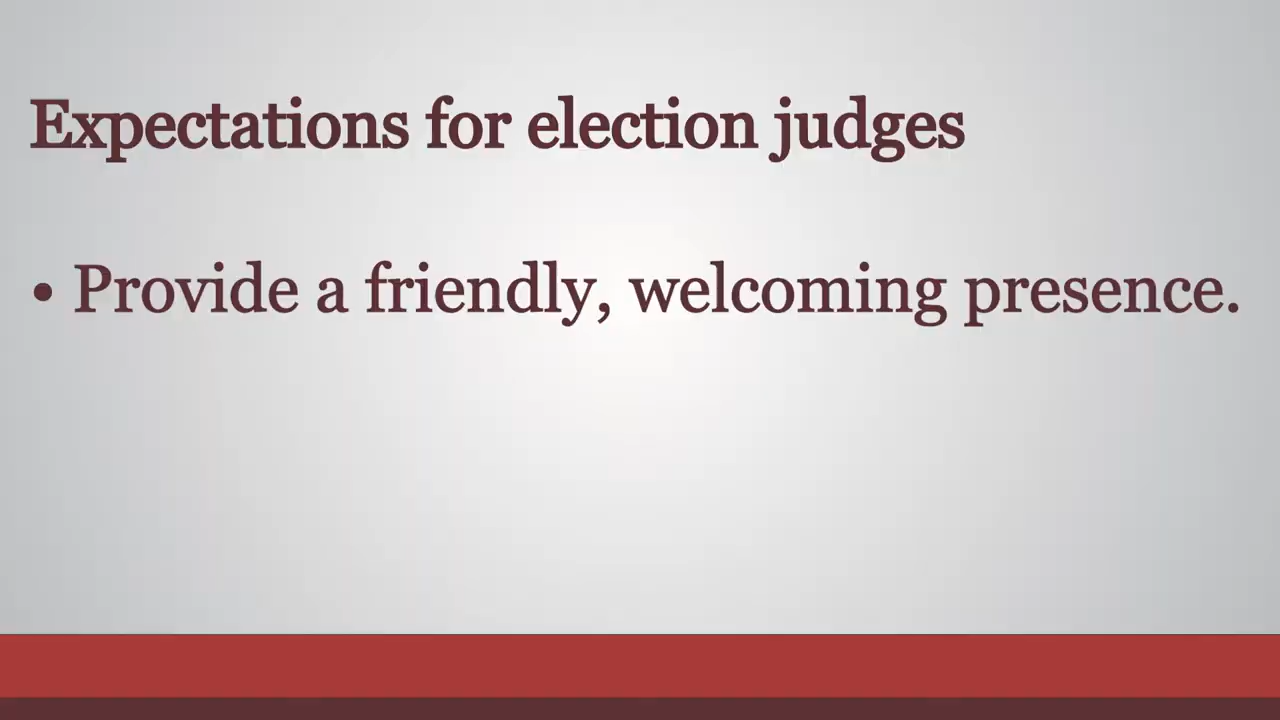 Expectations for election judges
• Provide a friendly, welcoming presence.